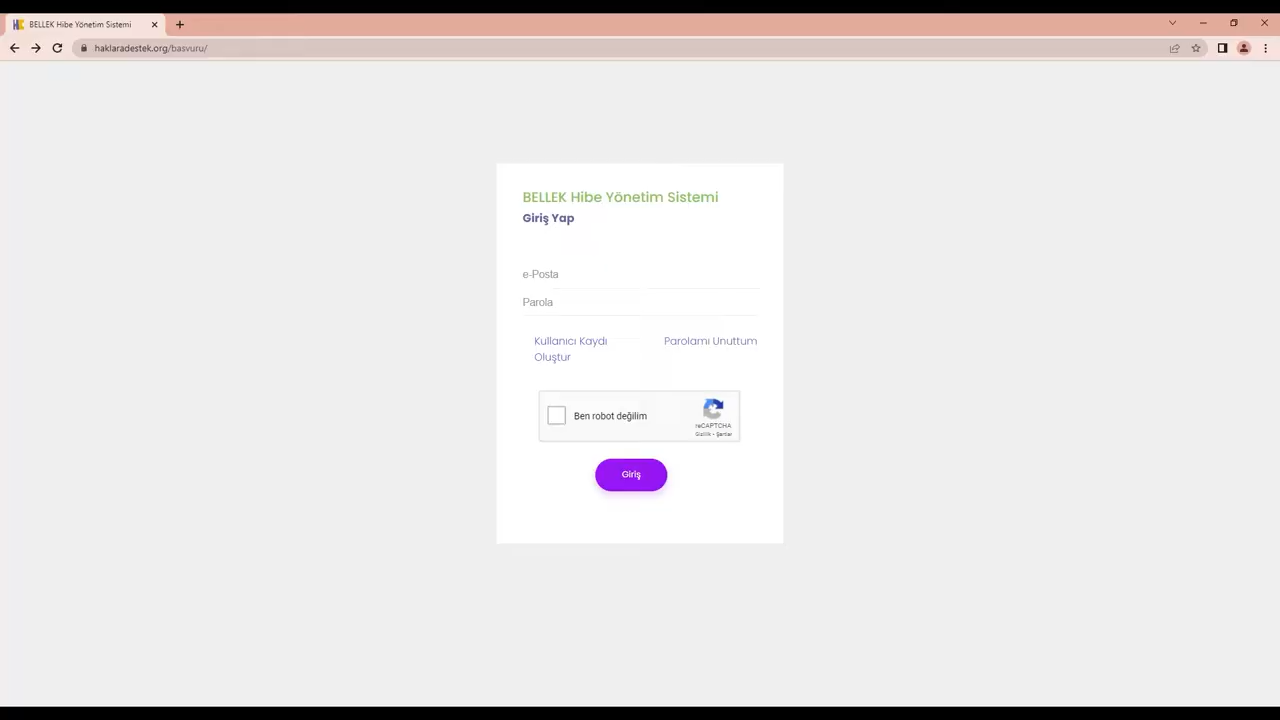 BELLEK Hibe Yönetim Sistemi
haklaradestek.org/basvuru/
BELLEK Hibe Yönetim Sistemi
Giriş Yap
e-Posta
Parola
Kullanıcı Kaydı
Oluştur
Parolamı Unuttum
Ben robot değilim
reCAPTCHA
Gizlilik - Şartlar
Giriş